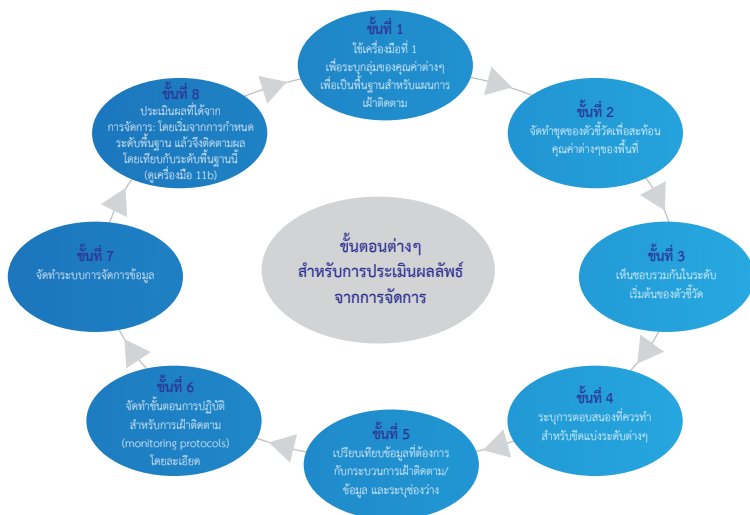 ขั้นตอนต่างๆ
สำหรับการประเมินผลลัพธ์
จากการจัดการ
ขั้นที่ 1
ใช้เครื่องมือที่ 1
เพื่อระบุกลุ่มของคุณค่าต่างๆ
เพื่อเป็นพื้นฐานสำหรับแผนการ
เฝ้าติดตาม
ขั้นที่ 2
จัดทำชุดของตัวชี้วัดเพื่อสะท้อน
คุณค่าต่างๆของพื้นที่
ขั้นที่ 3
เห็นชอบรวมกันในระดับ
เริ่มต้นของตัวชี้วัด
ขั้นที่ 4
ระบุการตอบสนองที่ควรทำ
สำหรับขีดแบ่งระดับต่างๆ
ขั้นที่ 5
เปรียบเทียบข้อมูลที่ต้องการ
กับกระบวนการเฝ้าติดตาม/
ข้อมูล และระบุช่องว่าง
ขั้นที่ 6
จัดทำขั้นตอนการปฏิบัติ
สำหรับการเฝ้าติดตาม
(monitoring protocols)
โดยละเอียด
ขั้นที่ 7
จัดทำระบบการจัดการข้อมูล
ขั้นที่ 8
ประเมินผลที่ได้จาก
การจัดการ: โดยเริ่มจากการกำหนด
ระดับพื้นฐาน แล้วจึงติดตามผล
โดยเทียบกับระดับพื้นฐานนี้
(ดูเครื่องมือ 11b)